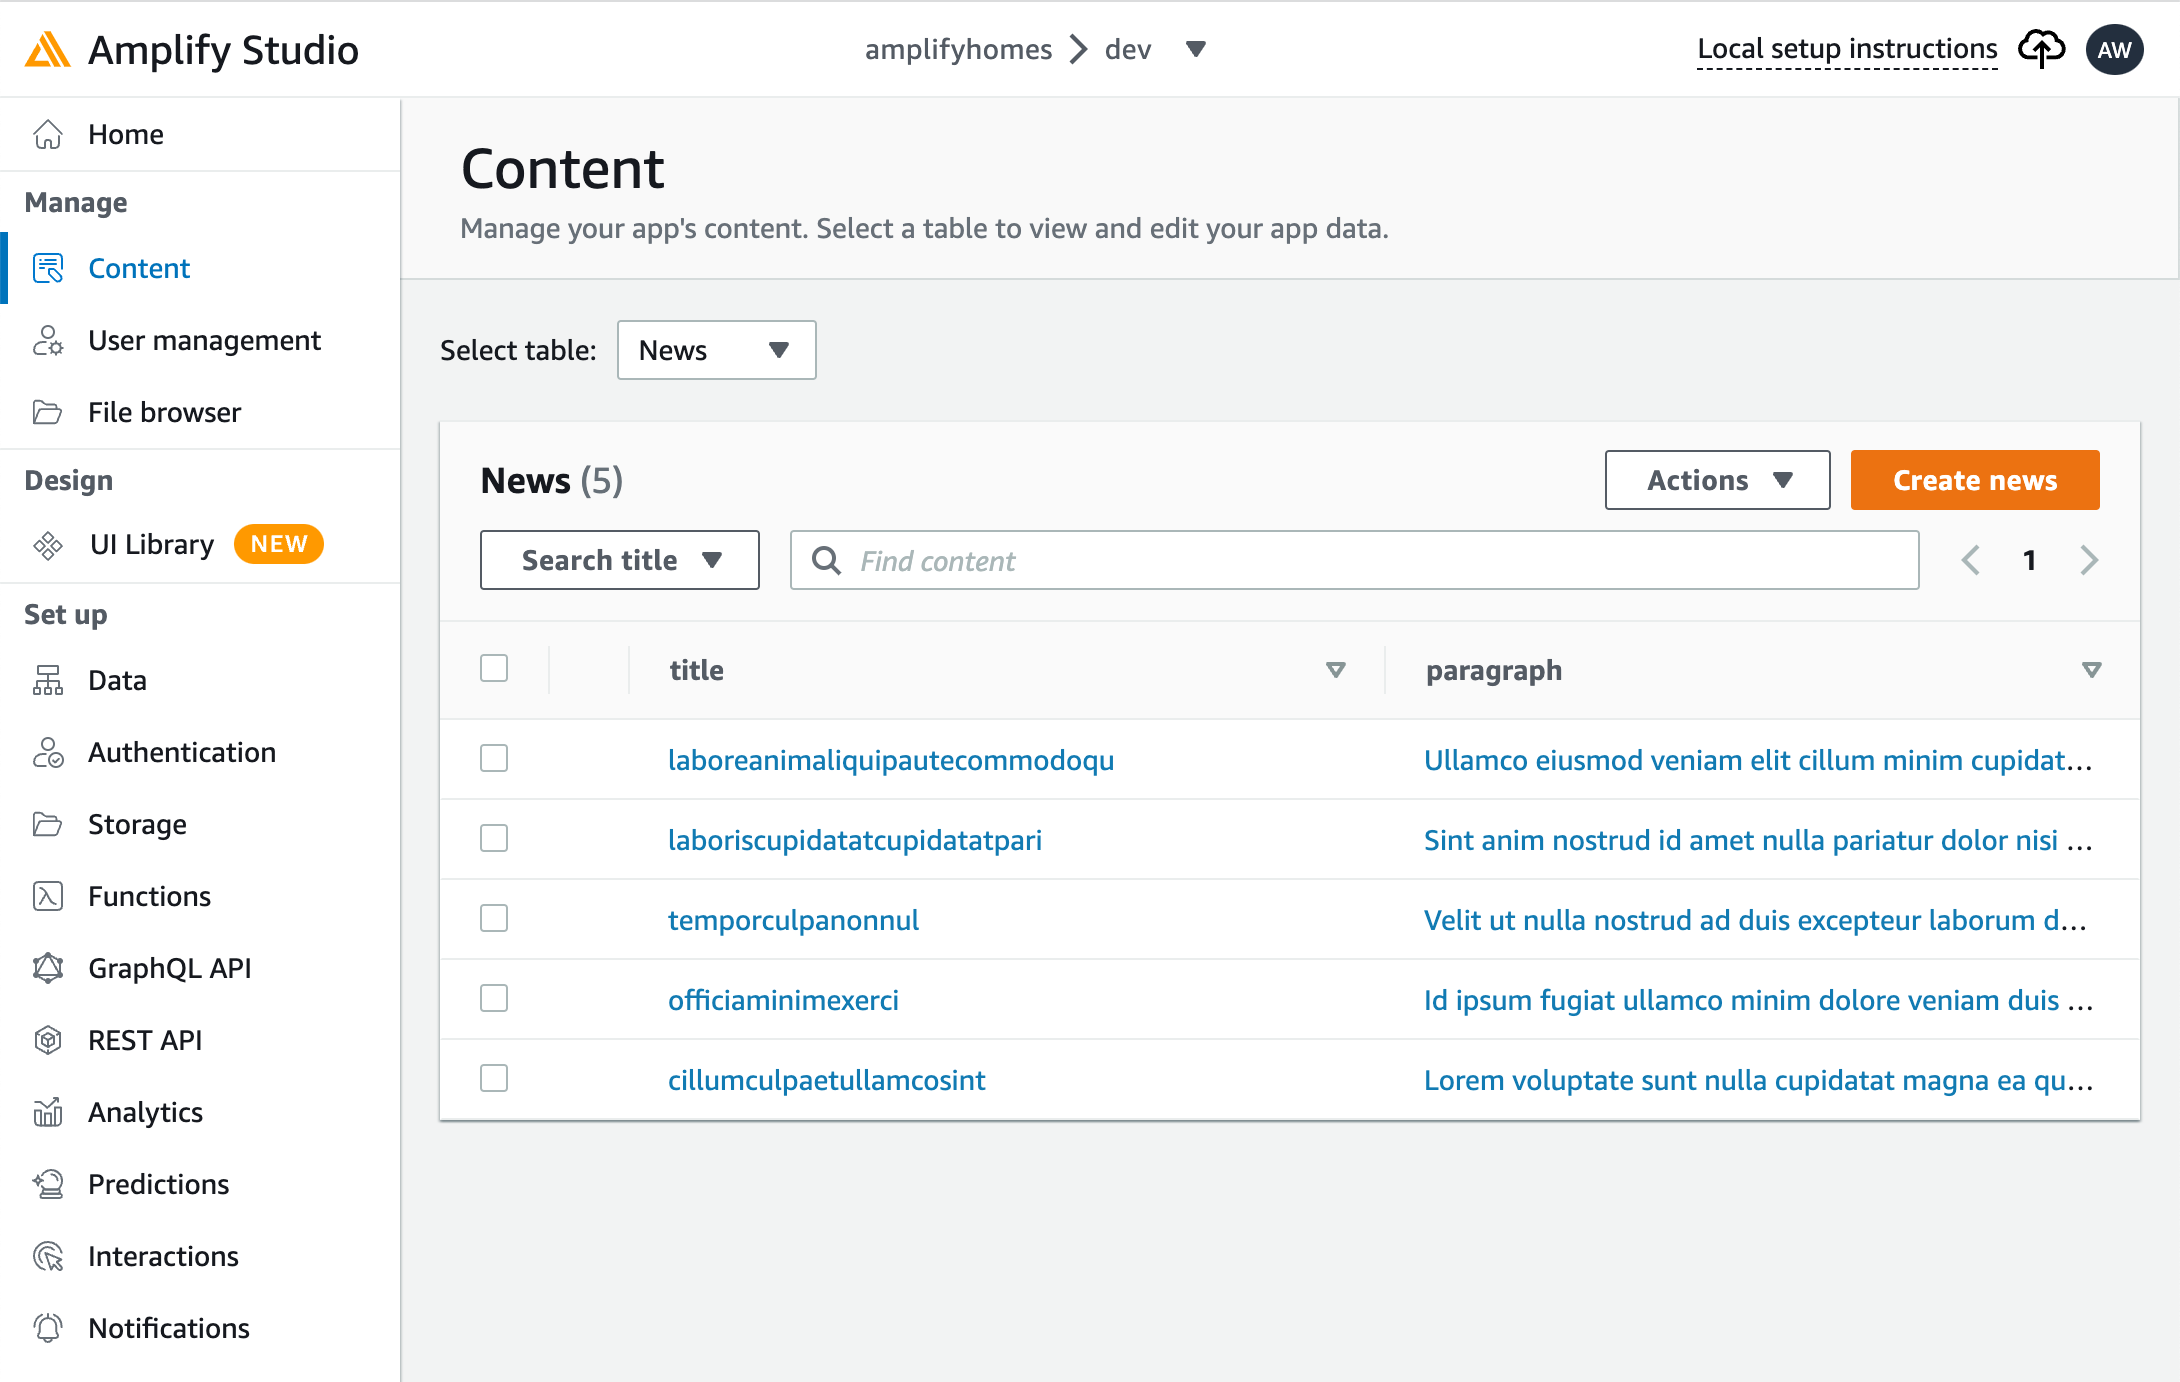 Amplify Studio
amplifyhomes dev
Local setup instructions
AW
Home
Manage
Content
User management
File browser
Design
UI Library NEW
Set up
Data
Authentication
Storage
Functions
GraphQL API
REST API
Analytics
Predictions
Interactions
Notifications
Content
Manage your app's content. Select a table to view and edit your app data.
Select table: News
News (5)
Actions
Create news
Search title
Find content
1
title paragraph
laboreanimaliquipautecommodoqu Ullamco eiusmod veniam elit cillum minim cupidat...
laboriscupidatatcupidatatpari Sint anim nostrud id amet nulla pariatur dolor nisi ...
temporculpanonnul Velit ut nulla nostrud ad duis excepteur laborum d...
officiaminimexerci Id ipsum fugiat ullamco minim dolore veniam duis ...
cillumculpaetullamcosint Lorem voluptate sunt nulla cupidatat magna ea qu...